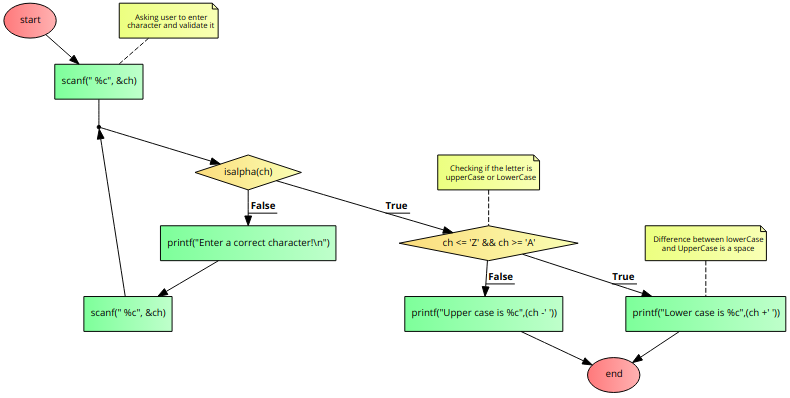 start
Asking user to enter
character and validate it
scanf(" %c", &ch)
isalpha(ch)
Checking if the letter is
upperCase or LowerCase
False
True
printf("Enter a correct character!\n")
ch <= 'Z' && ch >= 'A'
Difference between lowerCase
and UpperCase is a space
False
True
scanf(" %c", &ch)
printf("Upper case is %c",(ch -' '))
printf("Lower case is %c",(ch +' '))
end